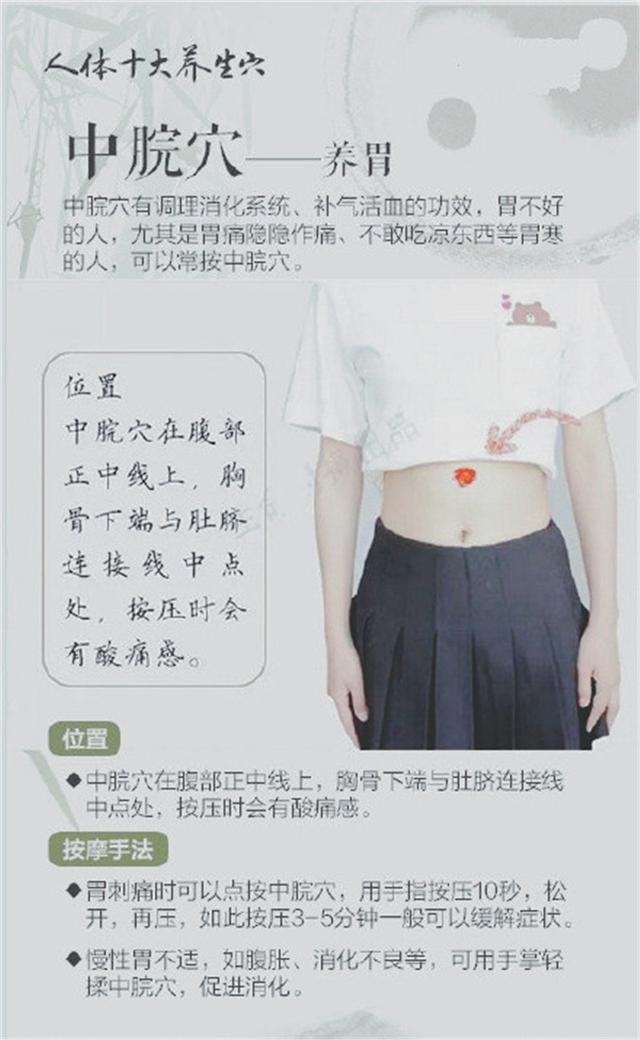 人体十大养生穴
中脘穴——养胃
中脘穴有调理消化系统、补气活血的功效，胃不好
的人，尤其是胃痛隐隐作痛、不敢吃凉东西等胃寒
的人，可以常按中脘穴。
位置
中脘穴在腹部
正中线上，胸
骨下端与肚脐
连接线中点
处，按压时会
有酸痛感。
位置
中脘穴在腹部正中线上，胸骨下端与肚脐连接线
中点处，按压时会有酸痛感。
按摩手法
胃刺痛时可以点按中脘穴，用手指按压10秒，松
开，再压，如此按压3-5分钟一般可以缓解症状。
慢性胃不适，如腹胀、消化不良等，可用手掌轻
揉中脘穴，促进消化。